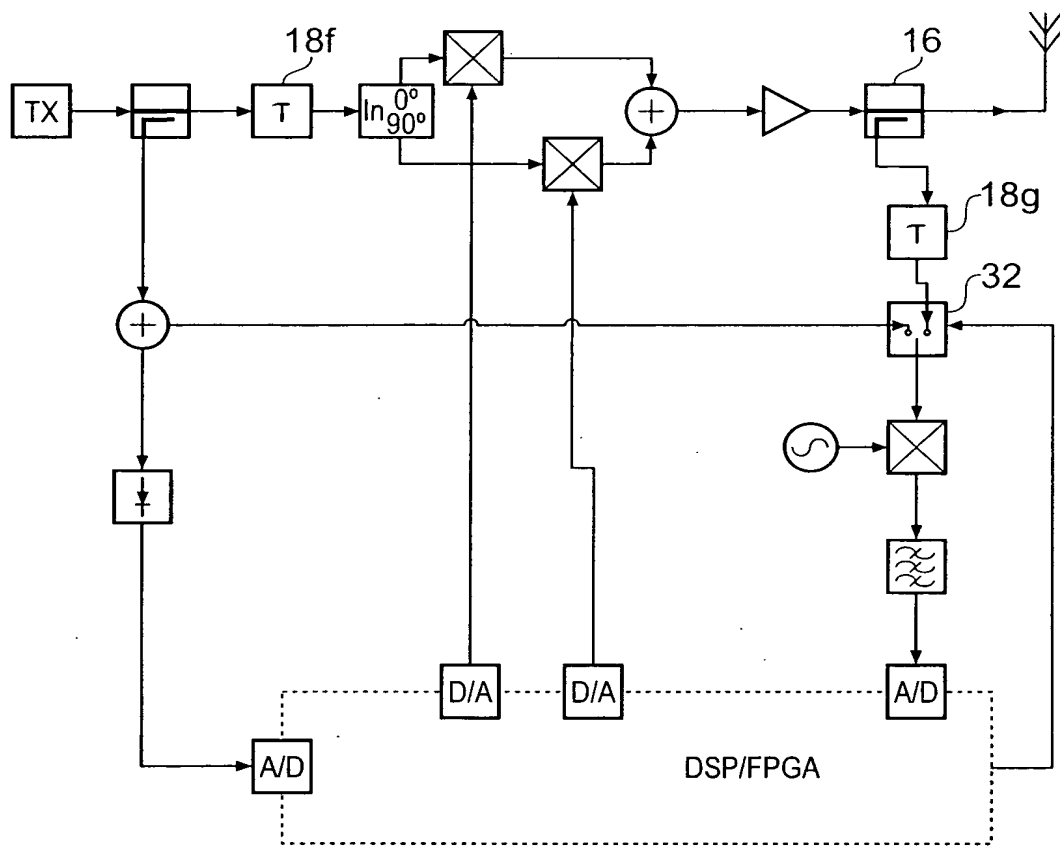 18f
16
TX
τ
In 0° 90°
+
18g
τ
32
+
D/A
D/A
A/D
A/D
DSP/FPGA